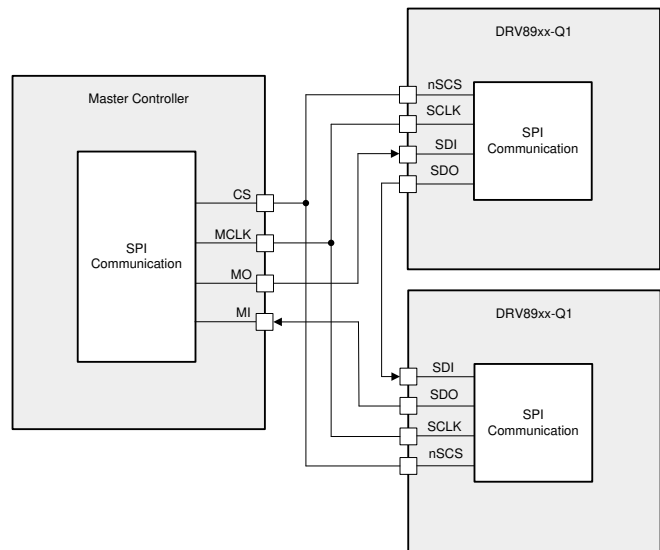 Master Controller
SPI
Communication
CS
MCLK
MO
MI
DRV89xx-Q1
nSCS
SCLK
SDI
SDO
SPI
Communication
DRV89xx-Q1
SDI
SDO
SCLK
nSCS
SPI
Communication